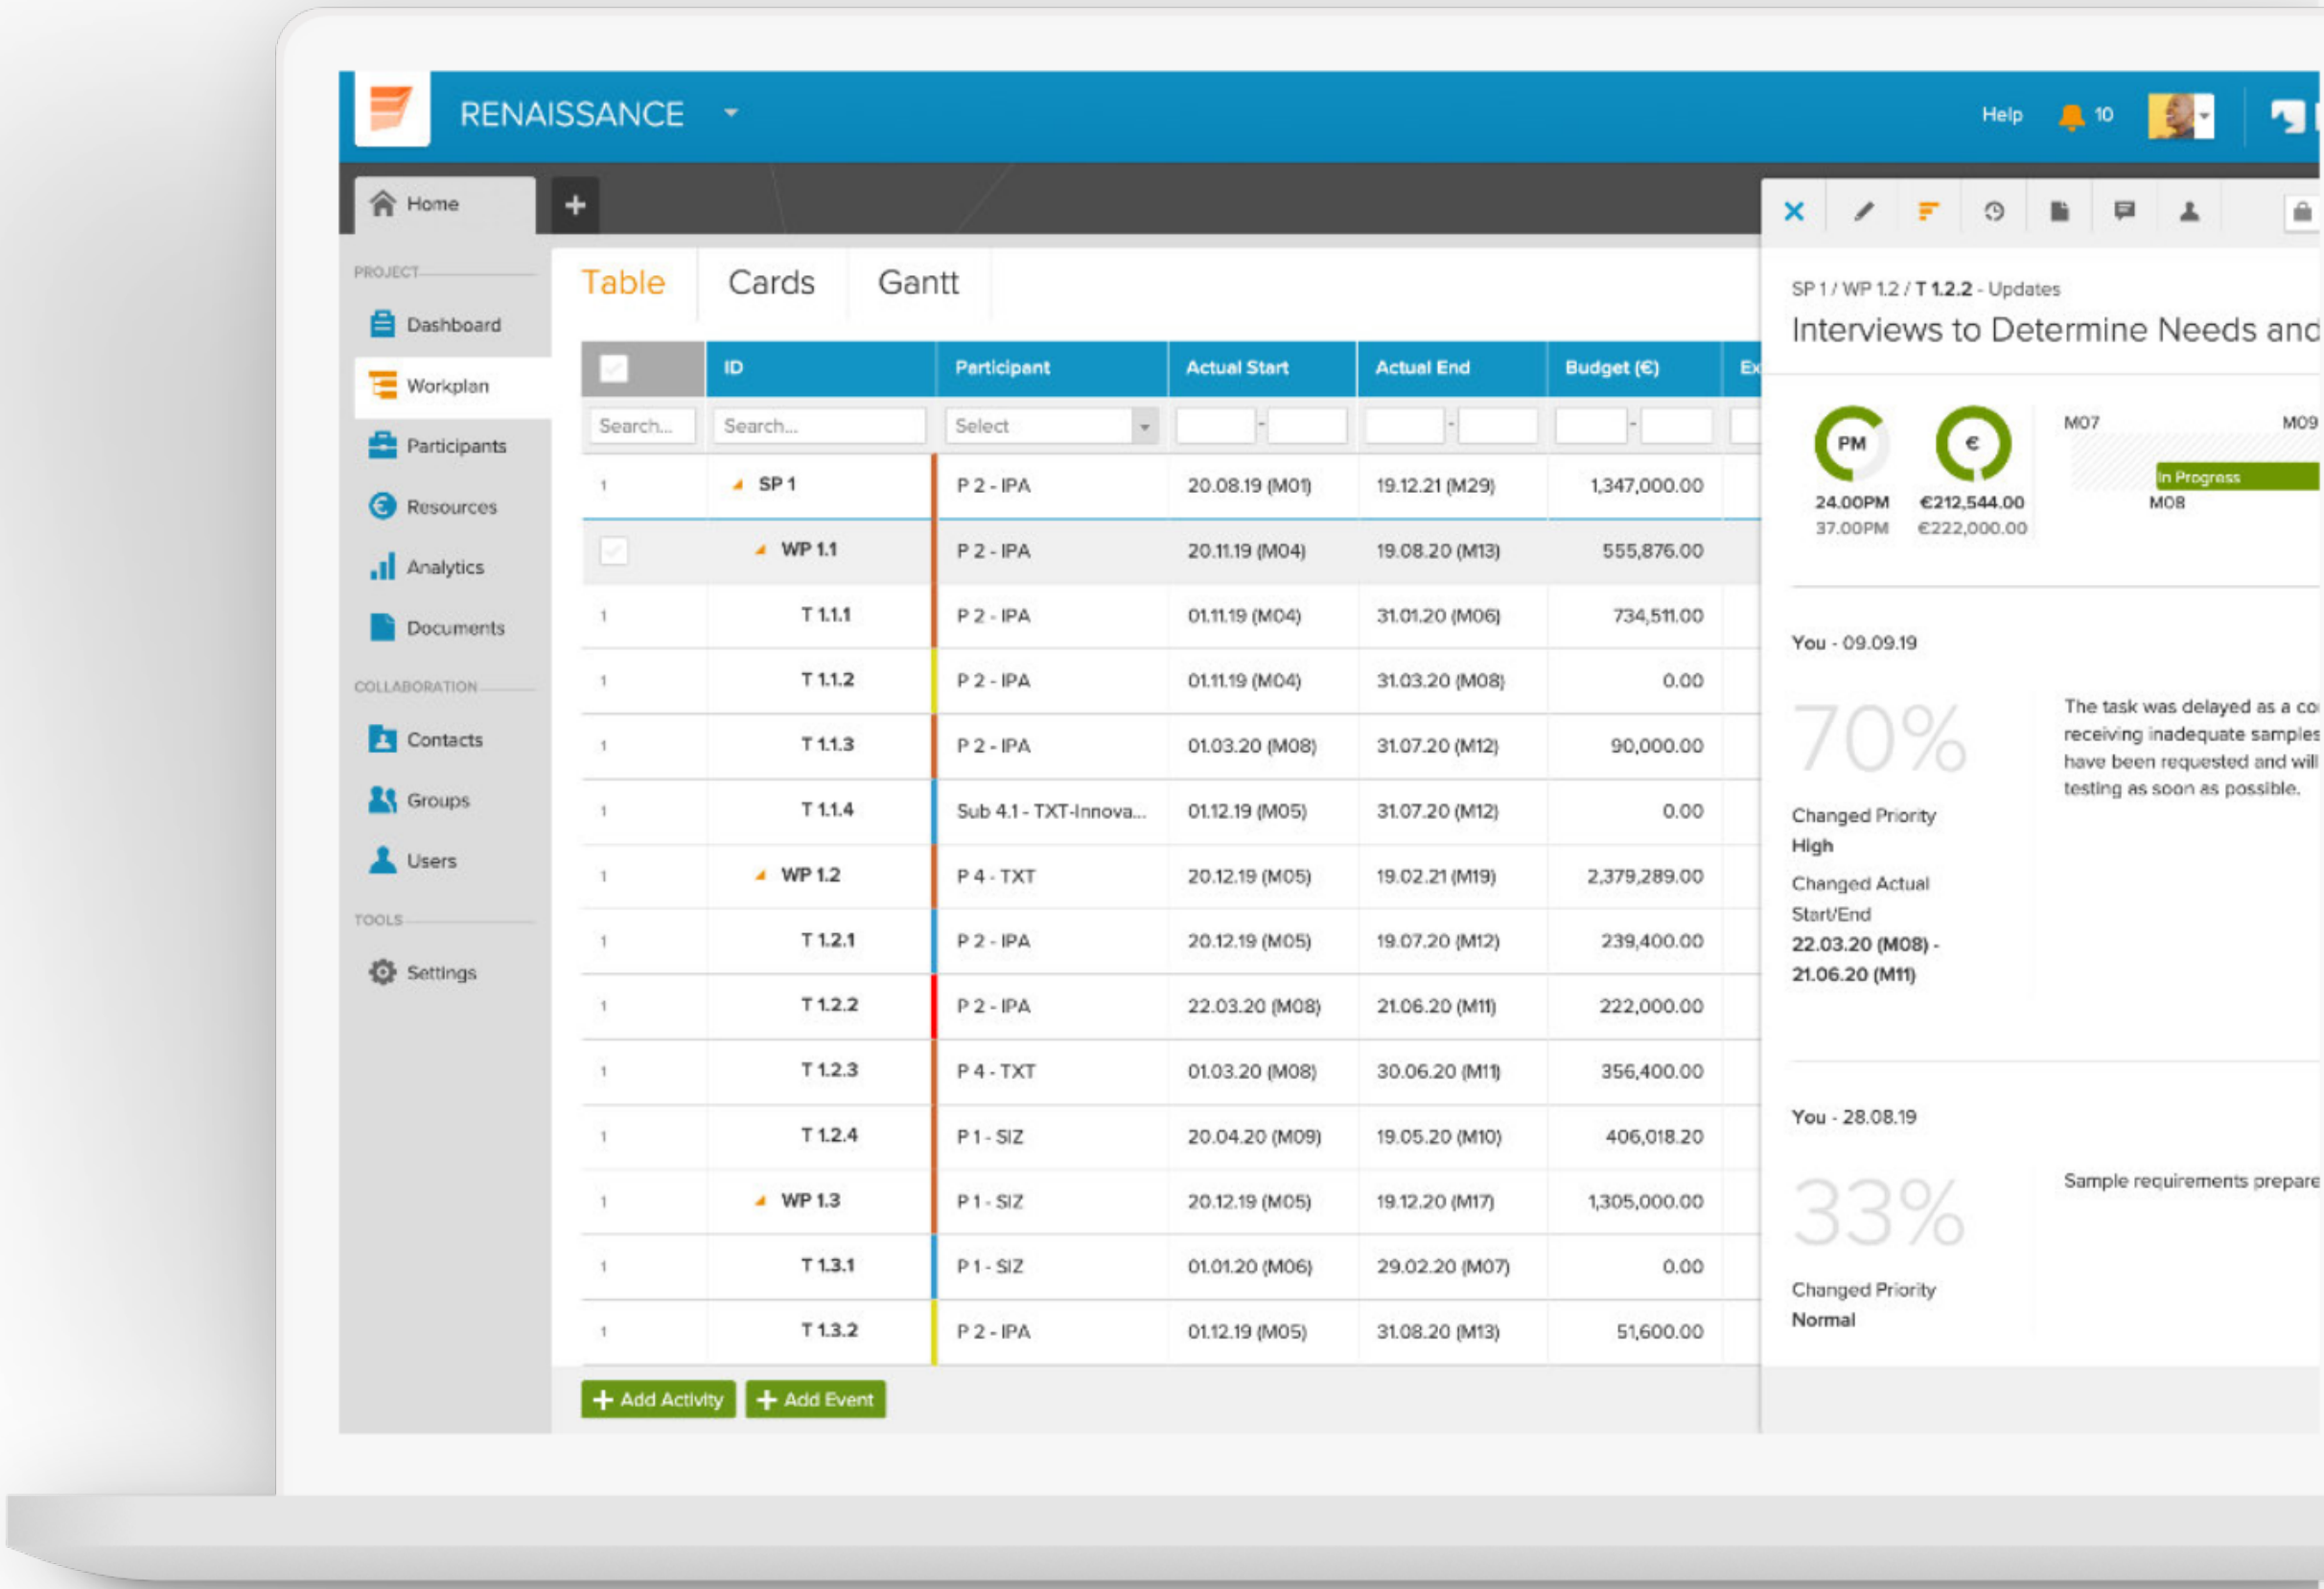 RENAISSANCE
Help 10
Home
PROJECT
Dashboard
Workplan
Participants
Resources
Analytics
Documents
COLLABORATION
Contacts
Groups
Users
TOOLS
Settings
Table Cards Gantt
ID Participant Actual Start Actual End Budget (€) Ex
Search... Search... Select - - -
1 SP 1 P 2 - IPA 20.08.19 (M01) 19.12.21 (M29) 1,347,000.00
WP 1.1 P 2 - IPA 20.11.19 (M04) 19.08.20 (M13) 555,876.00
1 T 1.1.1 P 2 - IPA 01.11.19 (M04) 31.01.20 (M06) 734,511.00
1 T 1.1.2 P 2 - IPA 01.11.19 (M04) 31.03.20 (M08) 0.00
1 T 1.1.3 P 2 - IPA 01.03.20 (M08) 31.07.20 (M12) 90,000.00
1 T 1.1.4 Sub 4.1 - TXT-Innova... 01.12.19 (M05) 31.07.20 (M12) 0.00
1 WP 1.2 P 4 - TXT 20.12.19 (M05) 19.02.21 (M19) 2,379,289.00
1 T 1.2.1 P 2 - IPA 20.12.19 (M05) 19.07.20 (M12) 239,400.00
1 T 1.2.2 P 2 - IPA 22.03.20 (M08) 21.06.20 (M11) 222,000.00
1 T 1.2.3 P 4 - TXT 01.03.20 (M08) 30.06.20 (M11) 356,400.00
1 T 1.2.4 P 1 - SIZ 20.04.20 (M09) 19.05.20 (M10) 406,018.20
1 WP 1.3 P 1 - SIZ 20.12.19 (M05) 19.12.20 (M17) 1,305,000.00
1 T 1.3.1 P 1 - SIZ 01.01.20 (M06) 29.02.20 (M07) 0.00
1 T 1.3.2 P 2 - IPA 01.12.19 (M05) 31.08.20 (M13) 51,600.00
Add Activity Add Event
SP 1 / WP 1.2 / T 1.2.2 - Updates
Interviews to Determine Needs and
PM €
24.00PM €212,544.00
37.00PM €222,000.00
M07 M09
In Progress
M08
You - 09.09.19
70%
Changed Priority
High
Changed Actual
Start/End
22.03.20 (M08) -
21.06.20 (M11)
The task was delayed as a co
receiving inadequate samples
have been requested and will
testing as soon as possible.
You - 28.08.19
33%
Changed Priority
Normal
Sample requirements prepare